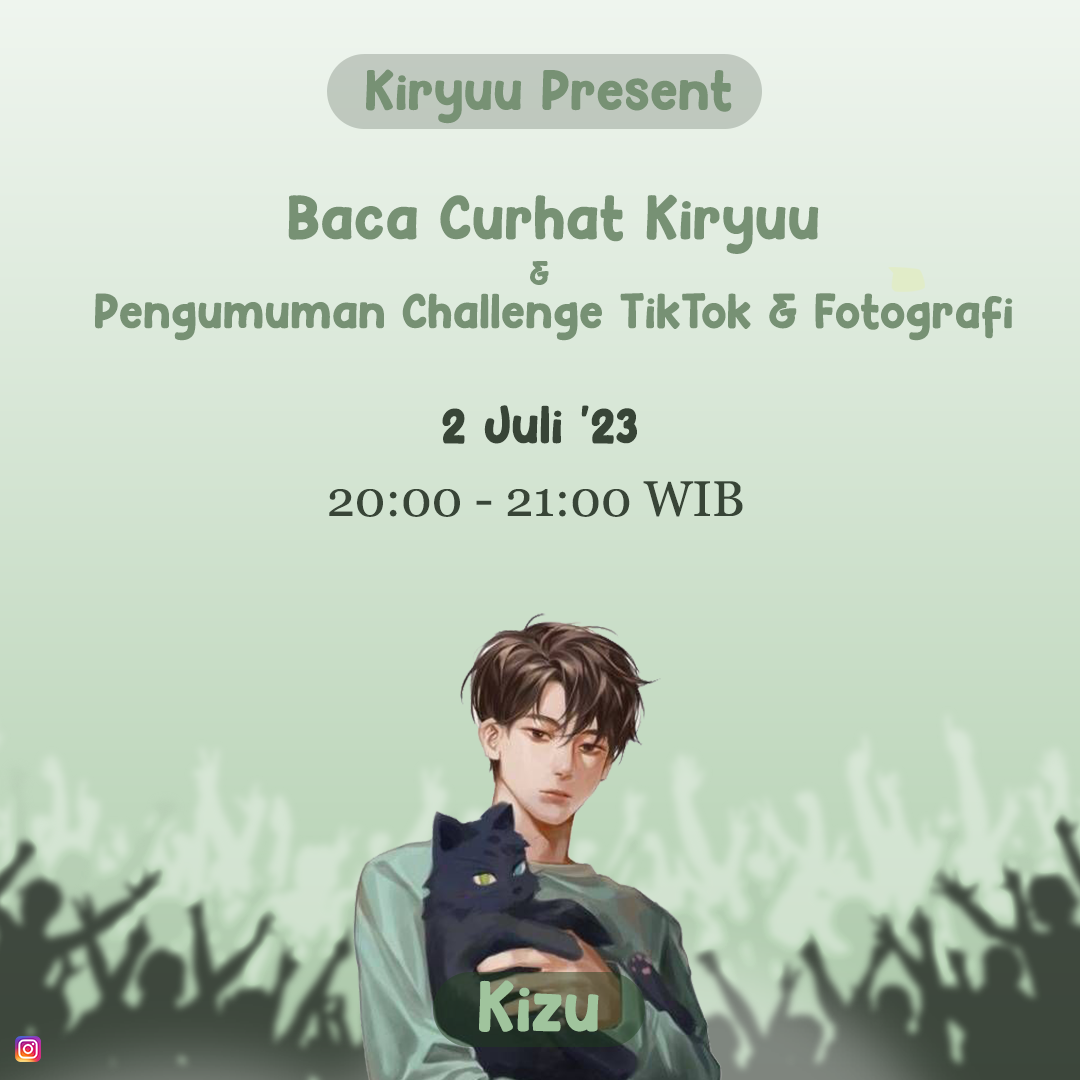 Kiryuu Present
Baca Curhat Kiryuu
&
Pengumuman Challenge TikTok & Fotografi
2 Juli '23
20:00 - 21:00 WIB
Kizu